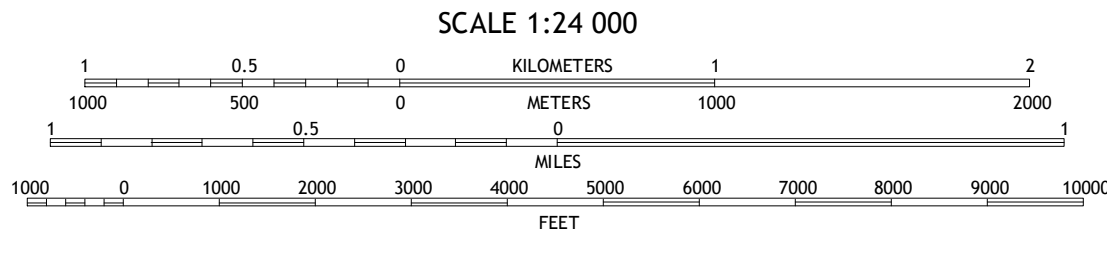 SCALE 1:24 000
1 0.5 0 KILOMETERS 1 2
1000 500 0 METERS 1000 2000
1 0.5 0 1
MILES
1000 0 1000 2000 3000 4000 5000 6000 7000 8000 9000 10000
FEET